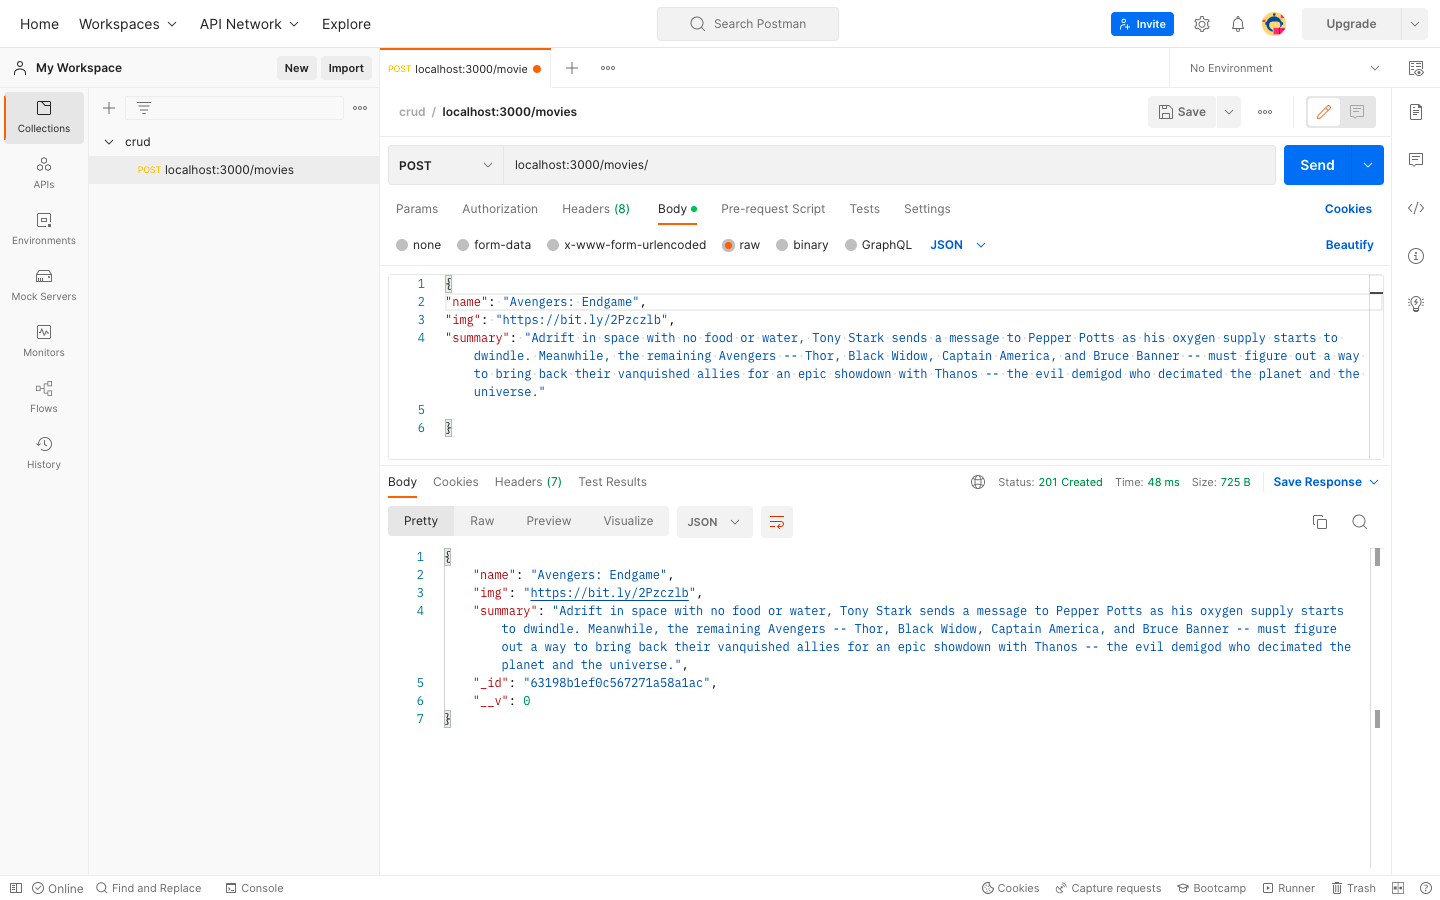 Home Workspaces API Network Explore Search Postman Invite Upgrade
My Workspace New Import POST localhost:3000/movie No Environment
crud / localhost:3000/movies Save
Collections
crud
POST localhost:3000/movies
APIs
Environments
Mock Servers
Monitors
Flows
History
POST localhost:3000/movies/ Send
Params Authorization Headers (8) Body Pre-request Script Tests Settings Cookies
none form-data x-www-form-urlencoded raw binary GraphQL JSON Beautify
1 {
2 "name": "Avengers: Endgame",
3 "img": "https://bit.ly/2Pzczlb",
4 "summary": "Adrift in space with no food or water, Tony Stark sends a message to Pepper Potts as his oxygen supply starts to
dwindle. Meanwhile, the remaining Avengers -- Thor, Black Widow, Captain America, and Bruce Banner -- must figure out a way
to bring back their vanquished allies for an epic showdown with Thanos -- the evil demigod who decimated the planet and the
universe."
5
6 }
Body Cookies Headers (7) Test Results Status: 201 Created Time: 48 ms Size: 725 B Save Response
Pretty Raw Preview Visualize JSON
1 {
2 "name": "Avengers: Endgame",
3 "img": "https://bit.ly/2Pzczlb",
4 "summary": "Adrift in space with no food or water, Tony Stark sends a message to Pepper Potts as his oxygen supply starts
to dwindle. Meanwhile, the remaining Avengers -- Thor, Black Widow, Captain America, and Bruce Banner -- must figure
out a way to bring back their vanquished allies for an epic showdown with Thanos -- the evil demigod who decimated the
planet and the universe.",
5 "_id": "63198b1ef0c567271a58a1ac",
6 "__v": 0
7 }
Online Find and Replace Console Cookies Capture requests Bootcamp Runner Trash